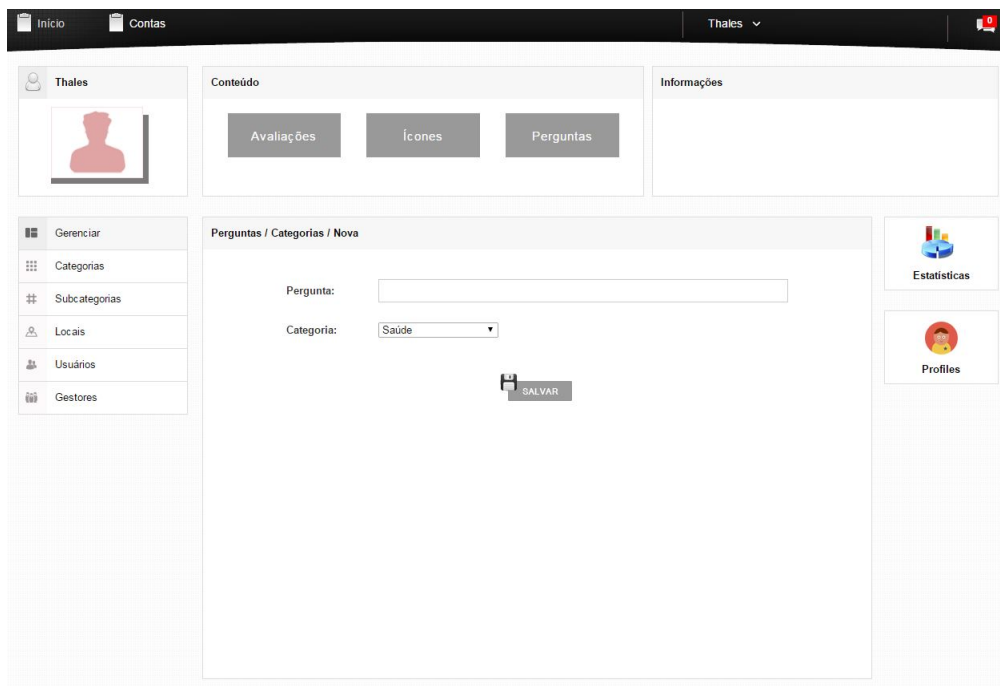 Início
Contas
Thales
0
Thales
Conteúdo
Informações
Avaliações
Ícones
Perguntas
Gerenciar
Categorias
Subcategorias
Locais
Usuários
Gestores
Perguntas / Categorias / Nova
Pergunta:
Categoria:
Saúde
SALVAR
Estatísticas
Profiles